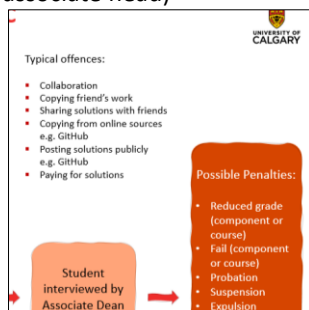 UNIVERSITY OF
CALGARY
Typical offences:
Collaboration
Copying friend's work
Sharing solutions with friends
Copying from online sources
e.g. GitHub
Posting solutions publicly
e.g. GitHub
Paying for solutions
Student
interviewed by
Associate Dean
Possible Penalties:
Reduced grade
(component or
course)
Fail (component
or course)
Probation
Suspension
Expulsion